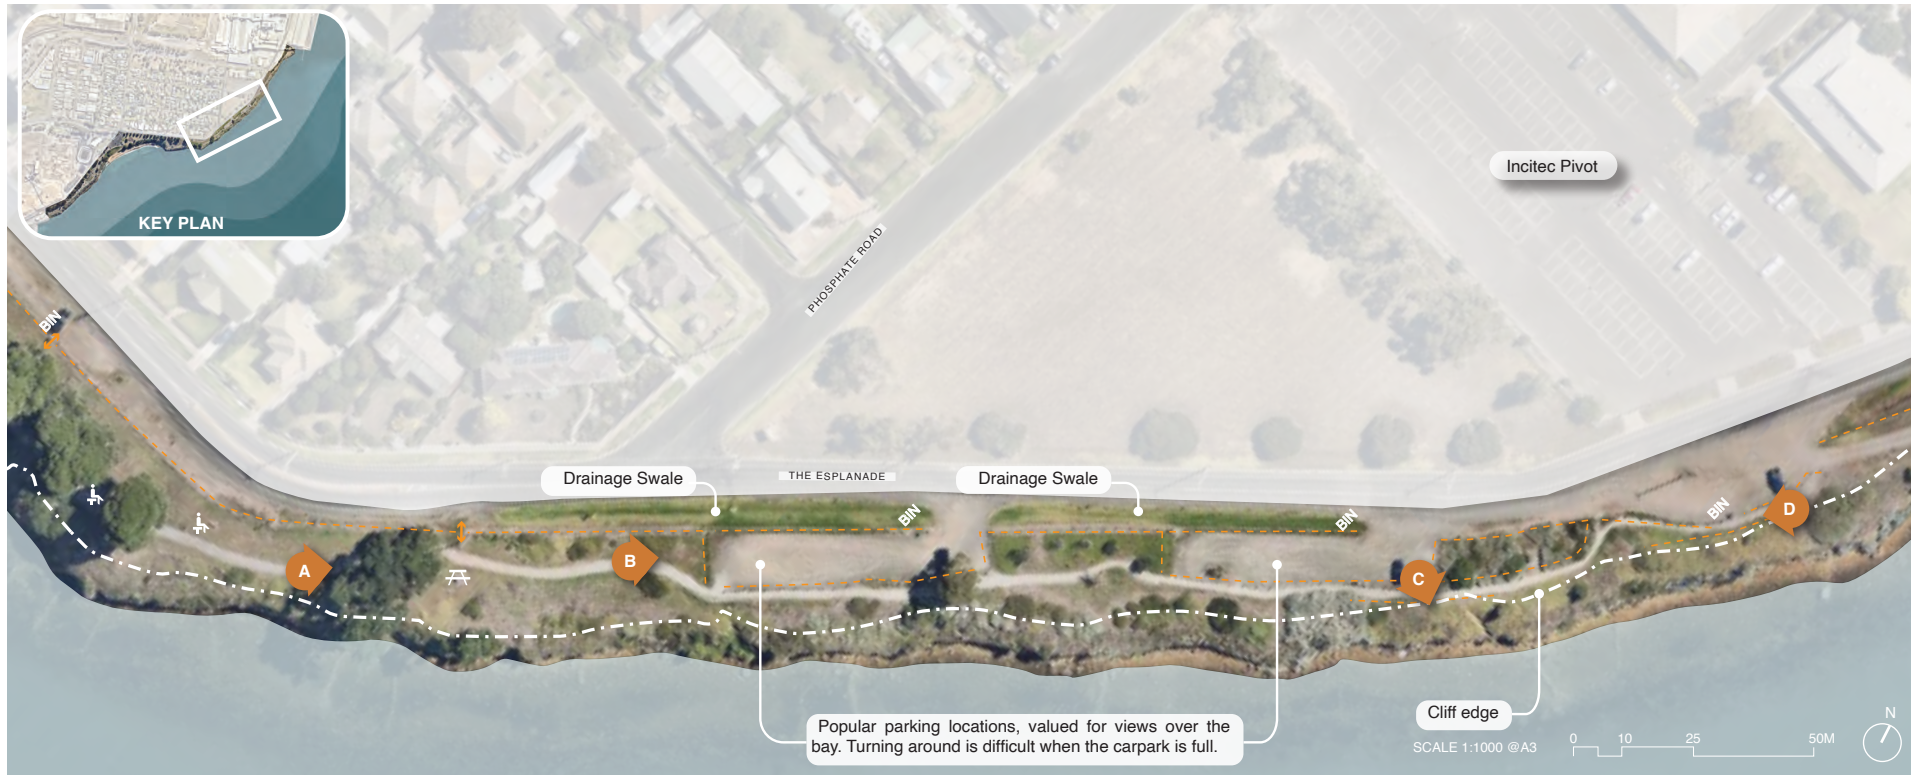 KEY PLAN
Incitec Pivot
PHOSPHATE ROAD
BIN
THE ESPLANADE
Drainage Swale
Drainage Swale
BIN
BIN
BIN
A
B
C
D
Popular parking locations, valued for views over the
bay. Turning around is difficult when the carpark is full.
Cliff edge
SCALE 1:1000 @A3
0 10 25 50M
N